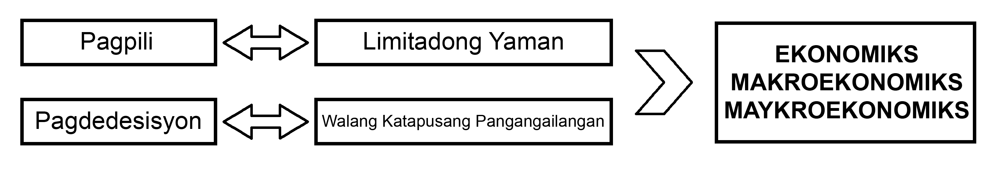 Pagpili
Limitadong Yaman
Pagdedesisyon
Walang Katapusang Pangangailangan
EKONOMIKS
MAKROEKONOMIKS
MAYKROEKONOMIKS